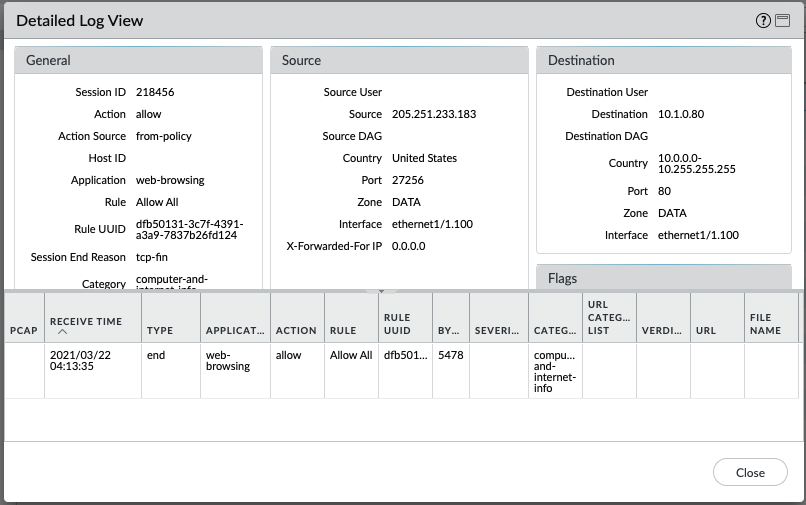 Detailed Log View
General
Session ID 218456
Action allow
Action Source from-policy
Host ID
Application web-browsing
Rule Allow All
Rule UUID dfb50131-3c7f-4391-
a3a9-7837b26fd124
Session End Reason tcp-fin
Category computer-and-
internet-info
Source
Source User
Source 205.251.233.183
Source DAG
Country United States
Port 27256
Zone DATA
Interface ethernet1/1.100
X-Forwarded-For IP 0.0.0.0
Destination
Destination User
Destination 10.1.0.80
Destination DAG
Country 10.0.0.0-
10.255.255.255
Port 80
Zone DATA
Interface ethernet1/1.100
Flags
PCAP RECEIVE TIME TYPE APPLICAT... ACTION RULE RULE UUID BY... SEVERI... CATEG... URL CATEG... LIST VERDI... URL FILE NAME
2021/03/22 04:13:35 end web-browsing allow Allow All dfb501... 5478 compu... and-internet-info
Close